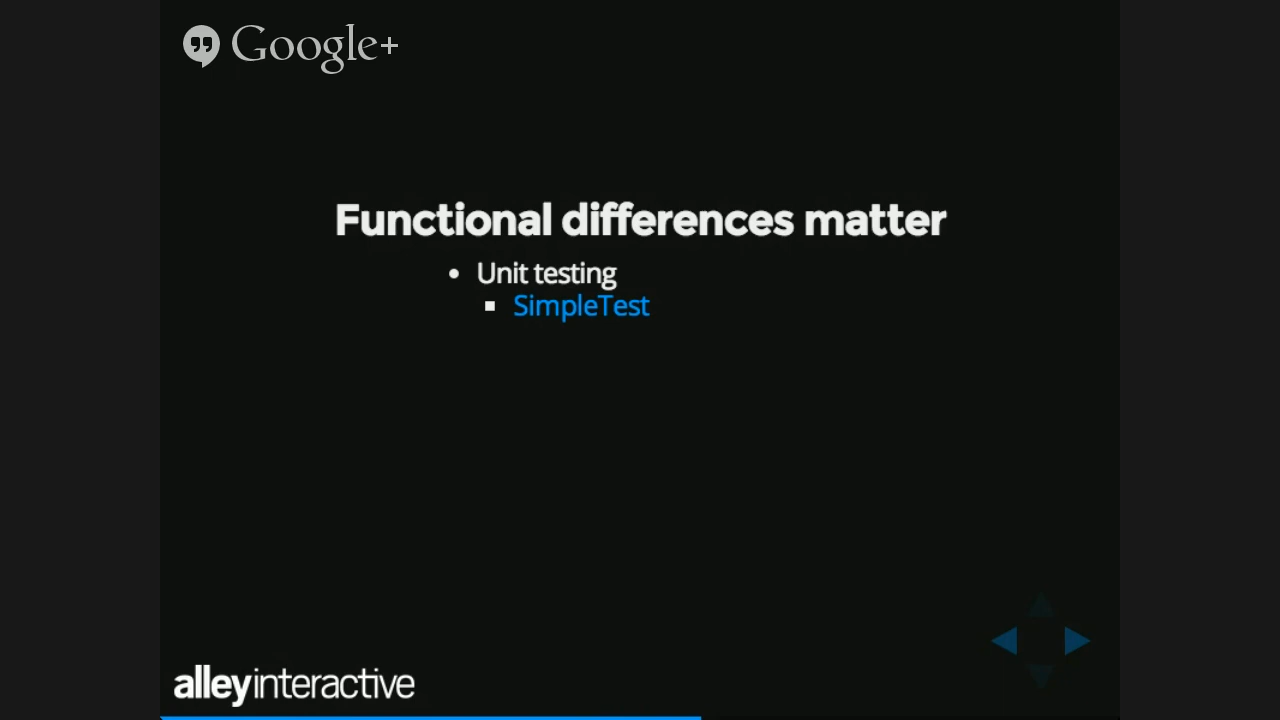 Google+
Functional differences matter
• Unit testing
▪ SimpleTest
alleyinteractive